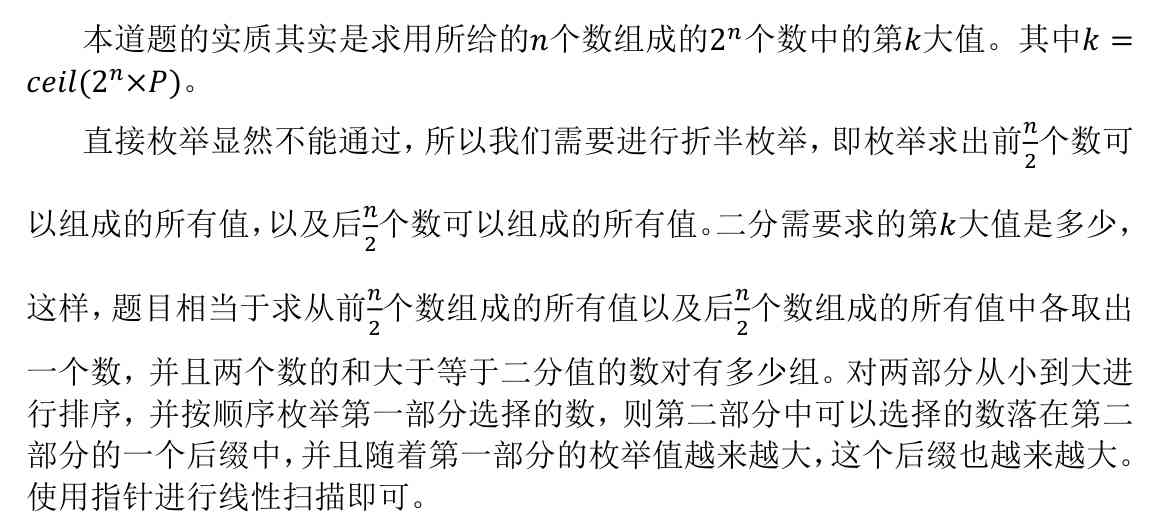 本道题的实质其实是求用所给的n个数组成的2ⁿ个数中的第k大值。其中k =
ceil(2ⁿ×P)。
直接枚举显然不能通过，所以我们需要进行折半枚举，即枚举求出前n/2个数可
以组成的所有值，以及后n/2个数可以组成的所有值。二分需要求的第k大值是多少，
这样，题目相当于求从前n/2个数组成的所有值以及后n/2个数组成的所有值中各取出
一个数，并且两个数的和大于等于二分值的数对有多少组。对两部分从小到大进
行排序，并按顺序枚举第一部分选择的数，则第二部分中可以选择的数落在第二
部分的一个后缀中，并且随着第一部分的枚举值越来越大，这个后缀也越来越大。
使用指针进行线性扫描即可。